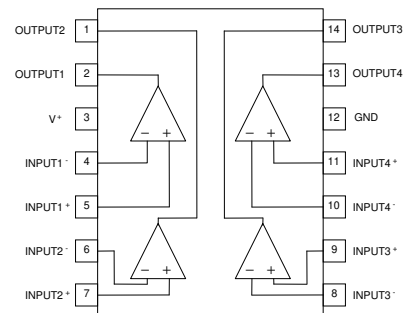 OUTPUT2 1 14 OUTPUT3
OUTPUT1 2 13 OUTPUT4
V+ 3 12 GND
− + − +
INPUT1- 4 11 INPUT4+
INPUT1+ 5 10 INPUT4-
INPUT2- 6 9 INPUT3+
− + − +
INPUT2+ 7 8 INPUT3-